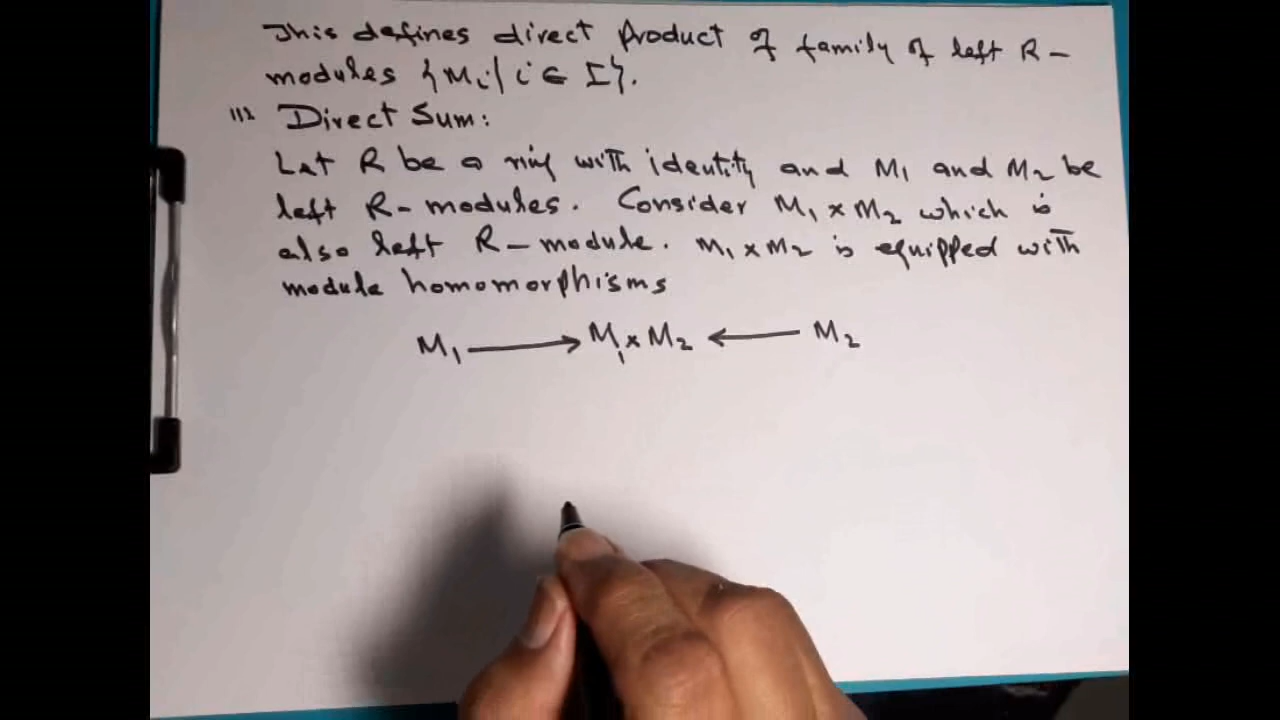 This defines direct product of family of left R-
modules {Mi / i ∈ I}.
III Direct Sum:
Let R be a ring with identity and M1 and M2 be
left R-modules. Consider M1 x M2 which is
also left R-module. M1 x M2 is equipped with
module homomorphisms
M1 → M1 x M2 ← M2